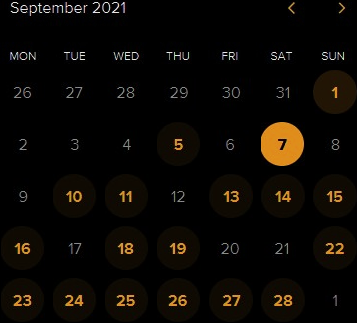 September 2021
MON TUE WED THU FRI SAT SUN
26 27 28 29 30 31 1
2 3 4 5 6 7 8
9 10 11 12 13 14 15
16 17 18 19 20 21 22
23 24 25 26 27 28 1